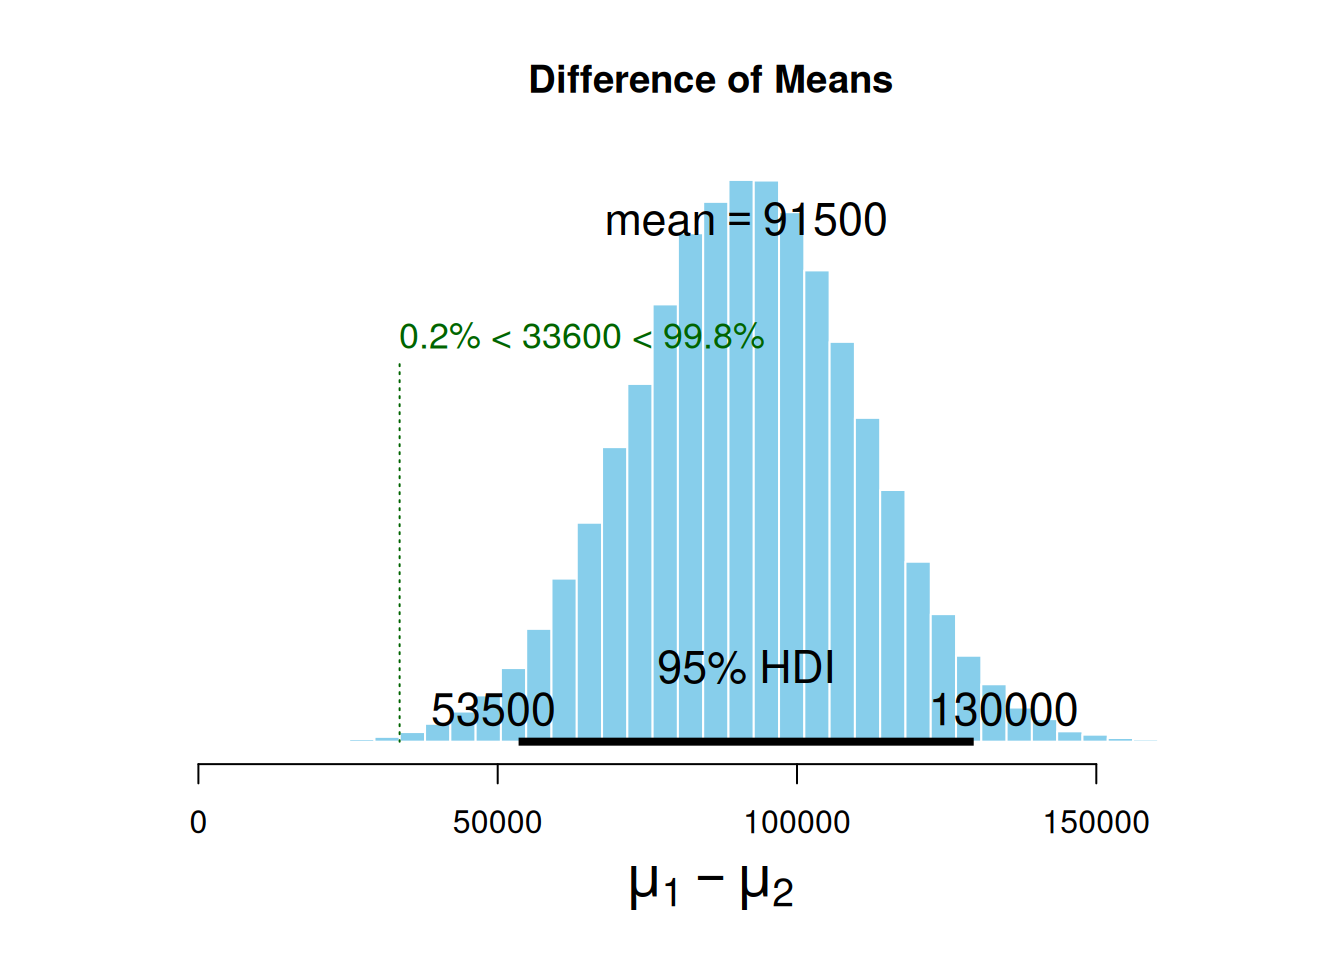 Difference of Means
mean = 91500
0.2% < 33600 < 99.8%
95% HDI
53500 130000
0 50000 100000 150000
μ₁ − μ₂